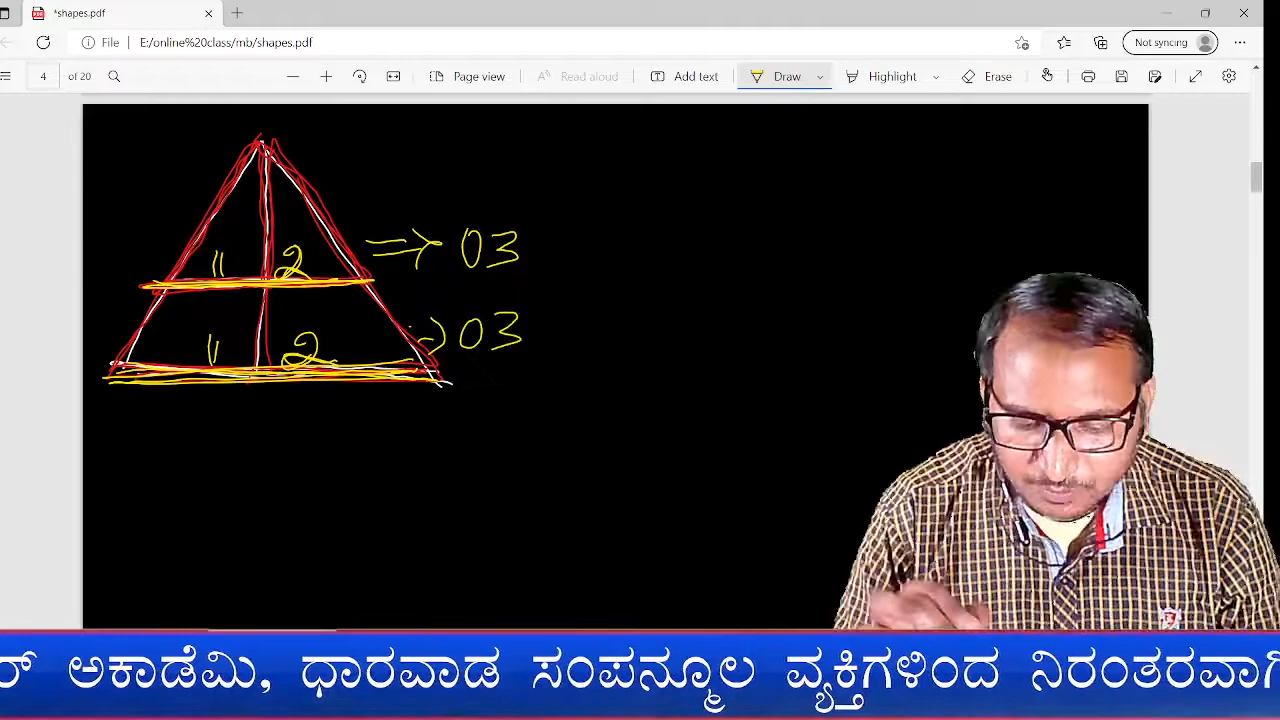 *shapes.pdf
File E:/online%20class/mb/shapes.pdf Not syncing
4 of 20 Page view Read aloud Add text Draw Highlight Erase
1 2 => 03
1 2 => 03
ರ್ ಅಕಾಡೆಮಿ, ಧಾರವಾಡ ಸಂಪನ್ಮೂಲ ವ್ಯಕ್ತಿಗಳಿಂದ ನಿರಂತರವಾಗಿ